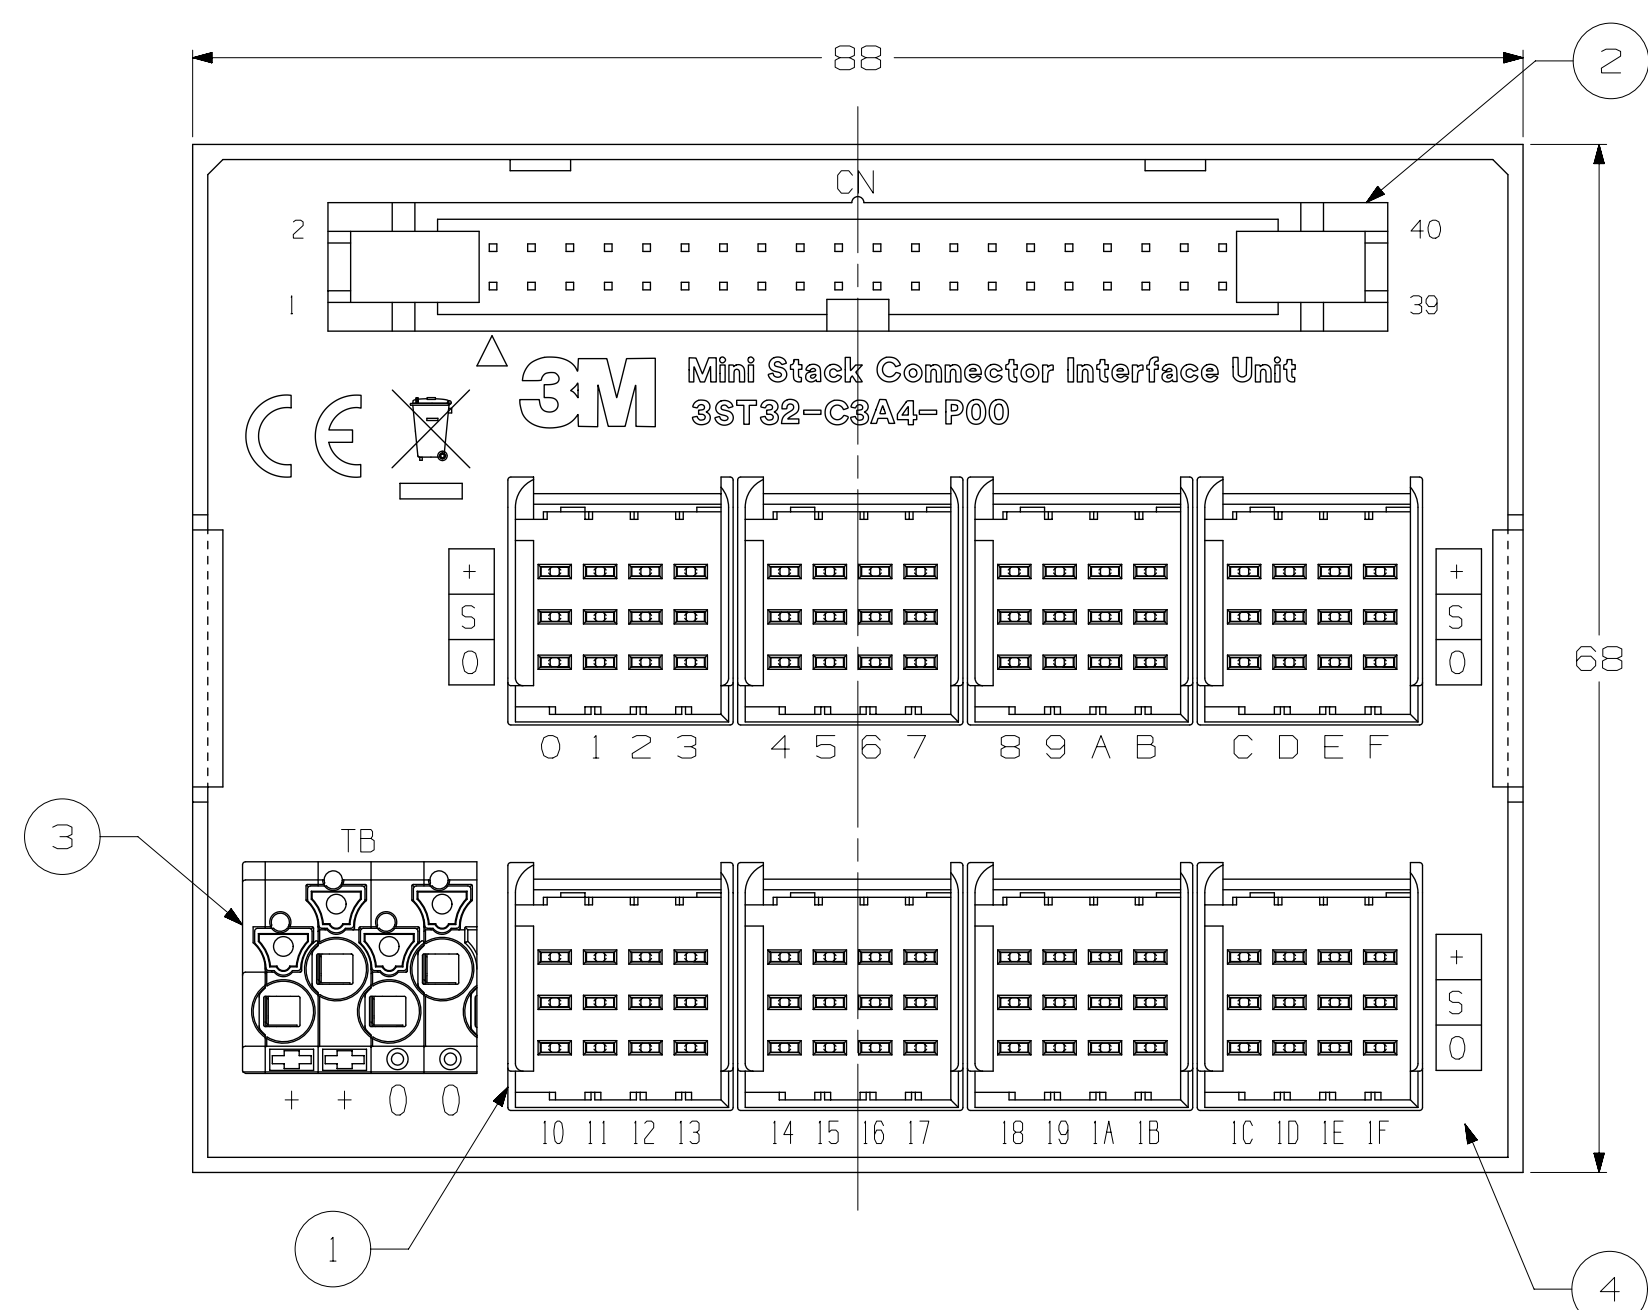 88
2
CN
2
40
1
39
3M
Mini Stack Connector Interface Unit
3ST32-C3A4-P00
CE
+ +
S S
0 0
68
0 1 2 3 4 5 6 7 8 9 A B C D E F
3
TB
+
S
0
+ + 0 0
10 11 12 13 14 15 16 17 18 19 1A 1B 1C 1D 1E 1F
1
4